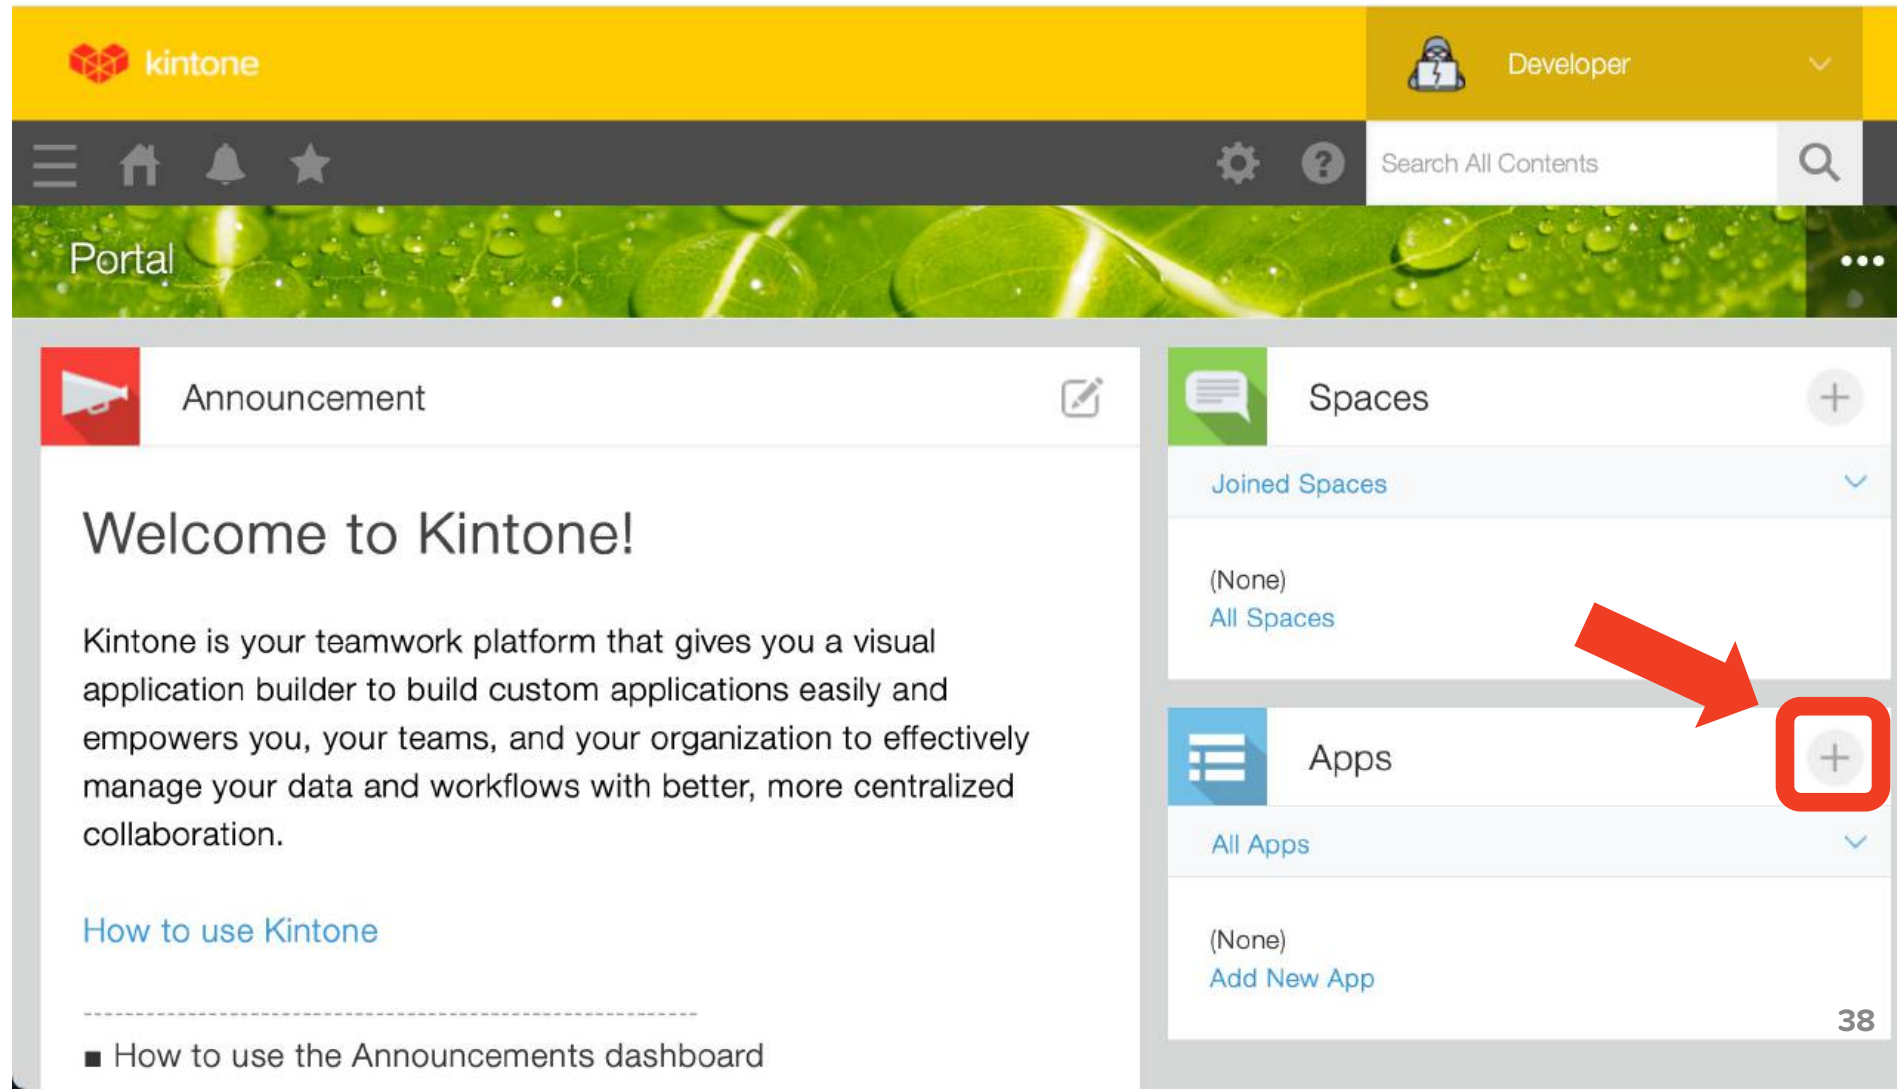 kintone
Developer
Search All Contents
Portal
Announcement
Welcome to Kintone!
Kintone is your teamwork platform that gives you a visual
application builder to build custom applications easily and
empowers you, your teams, and your organization to effectively
manage your data and workflows with better, more centralized
collaboration.
How to use Kintone
------------------------------------------------------------
■ How to use the Announcements dashboard
Spaces
Joined Spaces
(None)
All Spaces
Apps
All Apps
(None)
Add New App
38